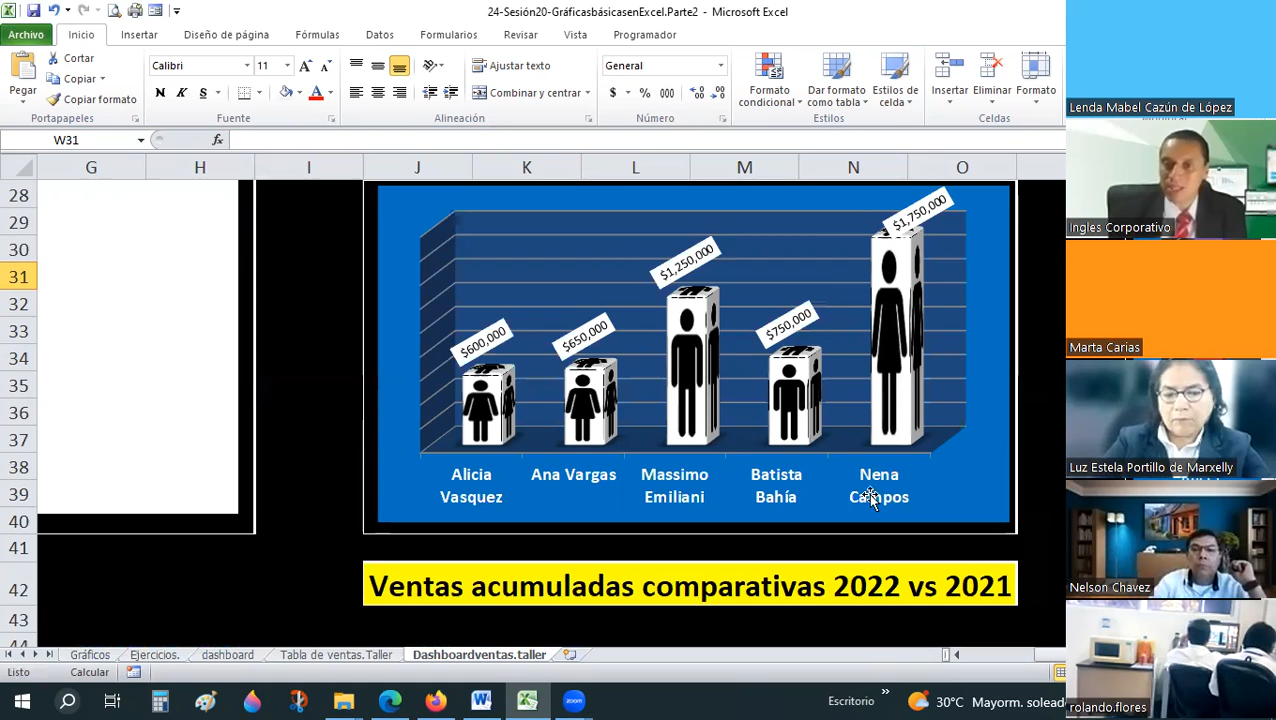 24-Sesión20-GráficasbásicasenExcel.Parte2 - Microsoft Excel
Archivo Inicio Insertar Diseño de página Fórmulas Datos Formularios Revisar Vista Programador
Cortar
Copiar
Copiar formato
Pegar
Portapapeles
Calibri 11
N K S A
Fuente
Ajustar texto
Combinar y centrar
Alineación
General
$ % 000
Número
Formato condicional
Dar formato como tabla
Estilos de celda
Estilos
Insertar Eliminar Formato
Celdas
W31 fx
G H I J K L M N O
28
29
30
31
32
33
34
35
36
37
38
39
40
41
42
43
44
$600,000
$650,000
$1,250,000
$750,000
$1,750,000
Alicia Vasquez
Ana Vargas
Massimo Emiliani
Batista Bahía
Nena Campos
Ventas acumuladas comparativas 2022 vs 2021
Gráficos Ejercicios. dashboard Tabla de ventas.Taller Dashboardventas.taller
Listo Calcular
Escritorio
30°C Mayorm. soleado
Lenda Mabel Cazún de López
Ingles Corporativo
Marta Carias
Luz Estela Portillo de Marxelly
Nelson Chavez
rolando.flores
zoom